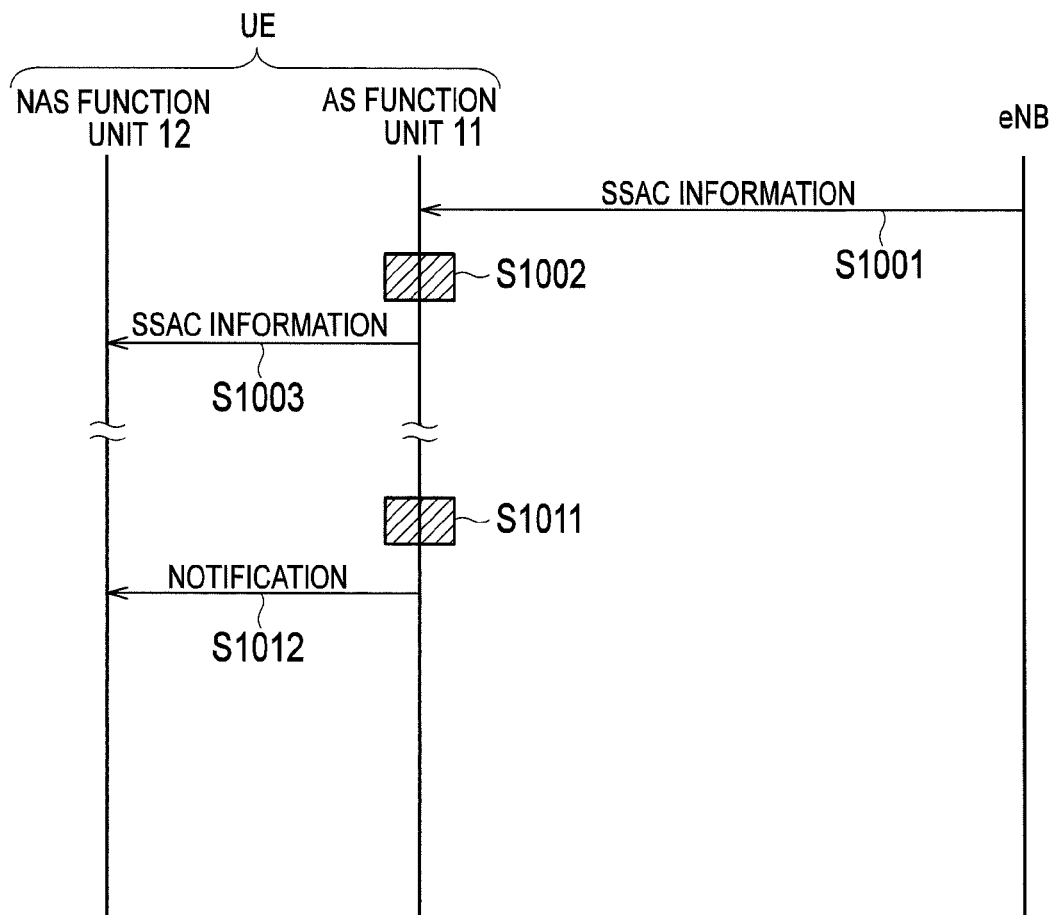 UE
NAS FUNCTION
UNIT 12
AS FUNCTION
UNIT 11
eNB
SSAC INFORMATION
S1001
S1002
SSAC INFORMATION
S1003
S1011
NOTIFICATION
S1012